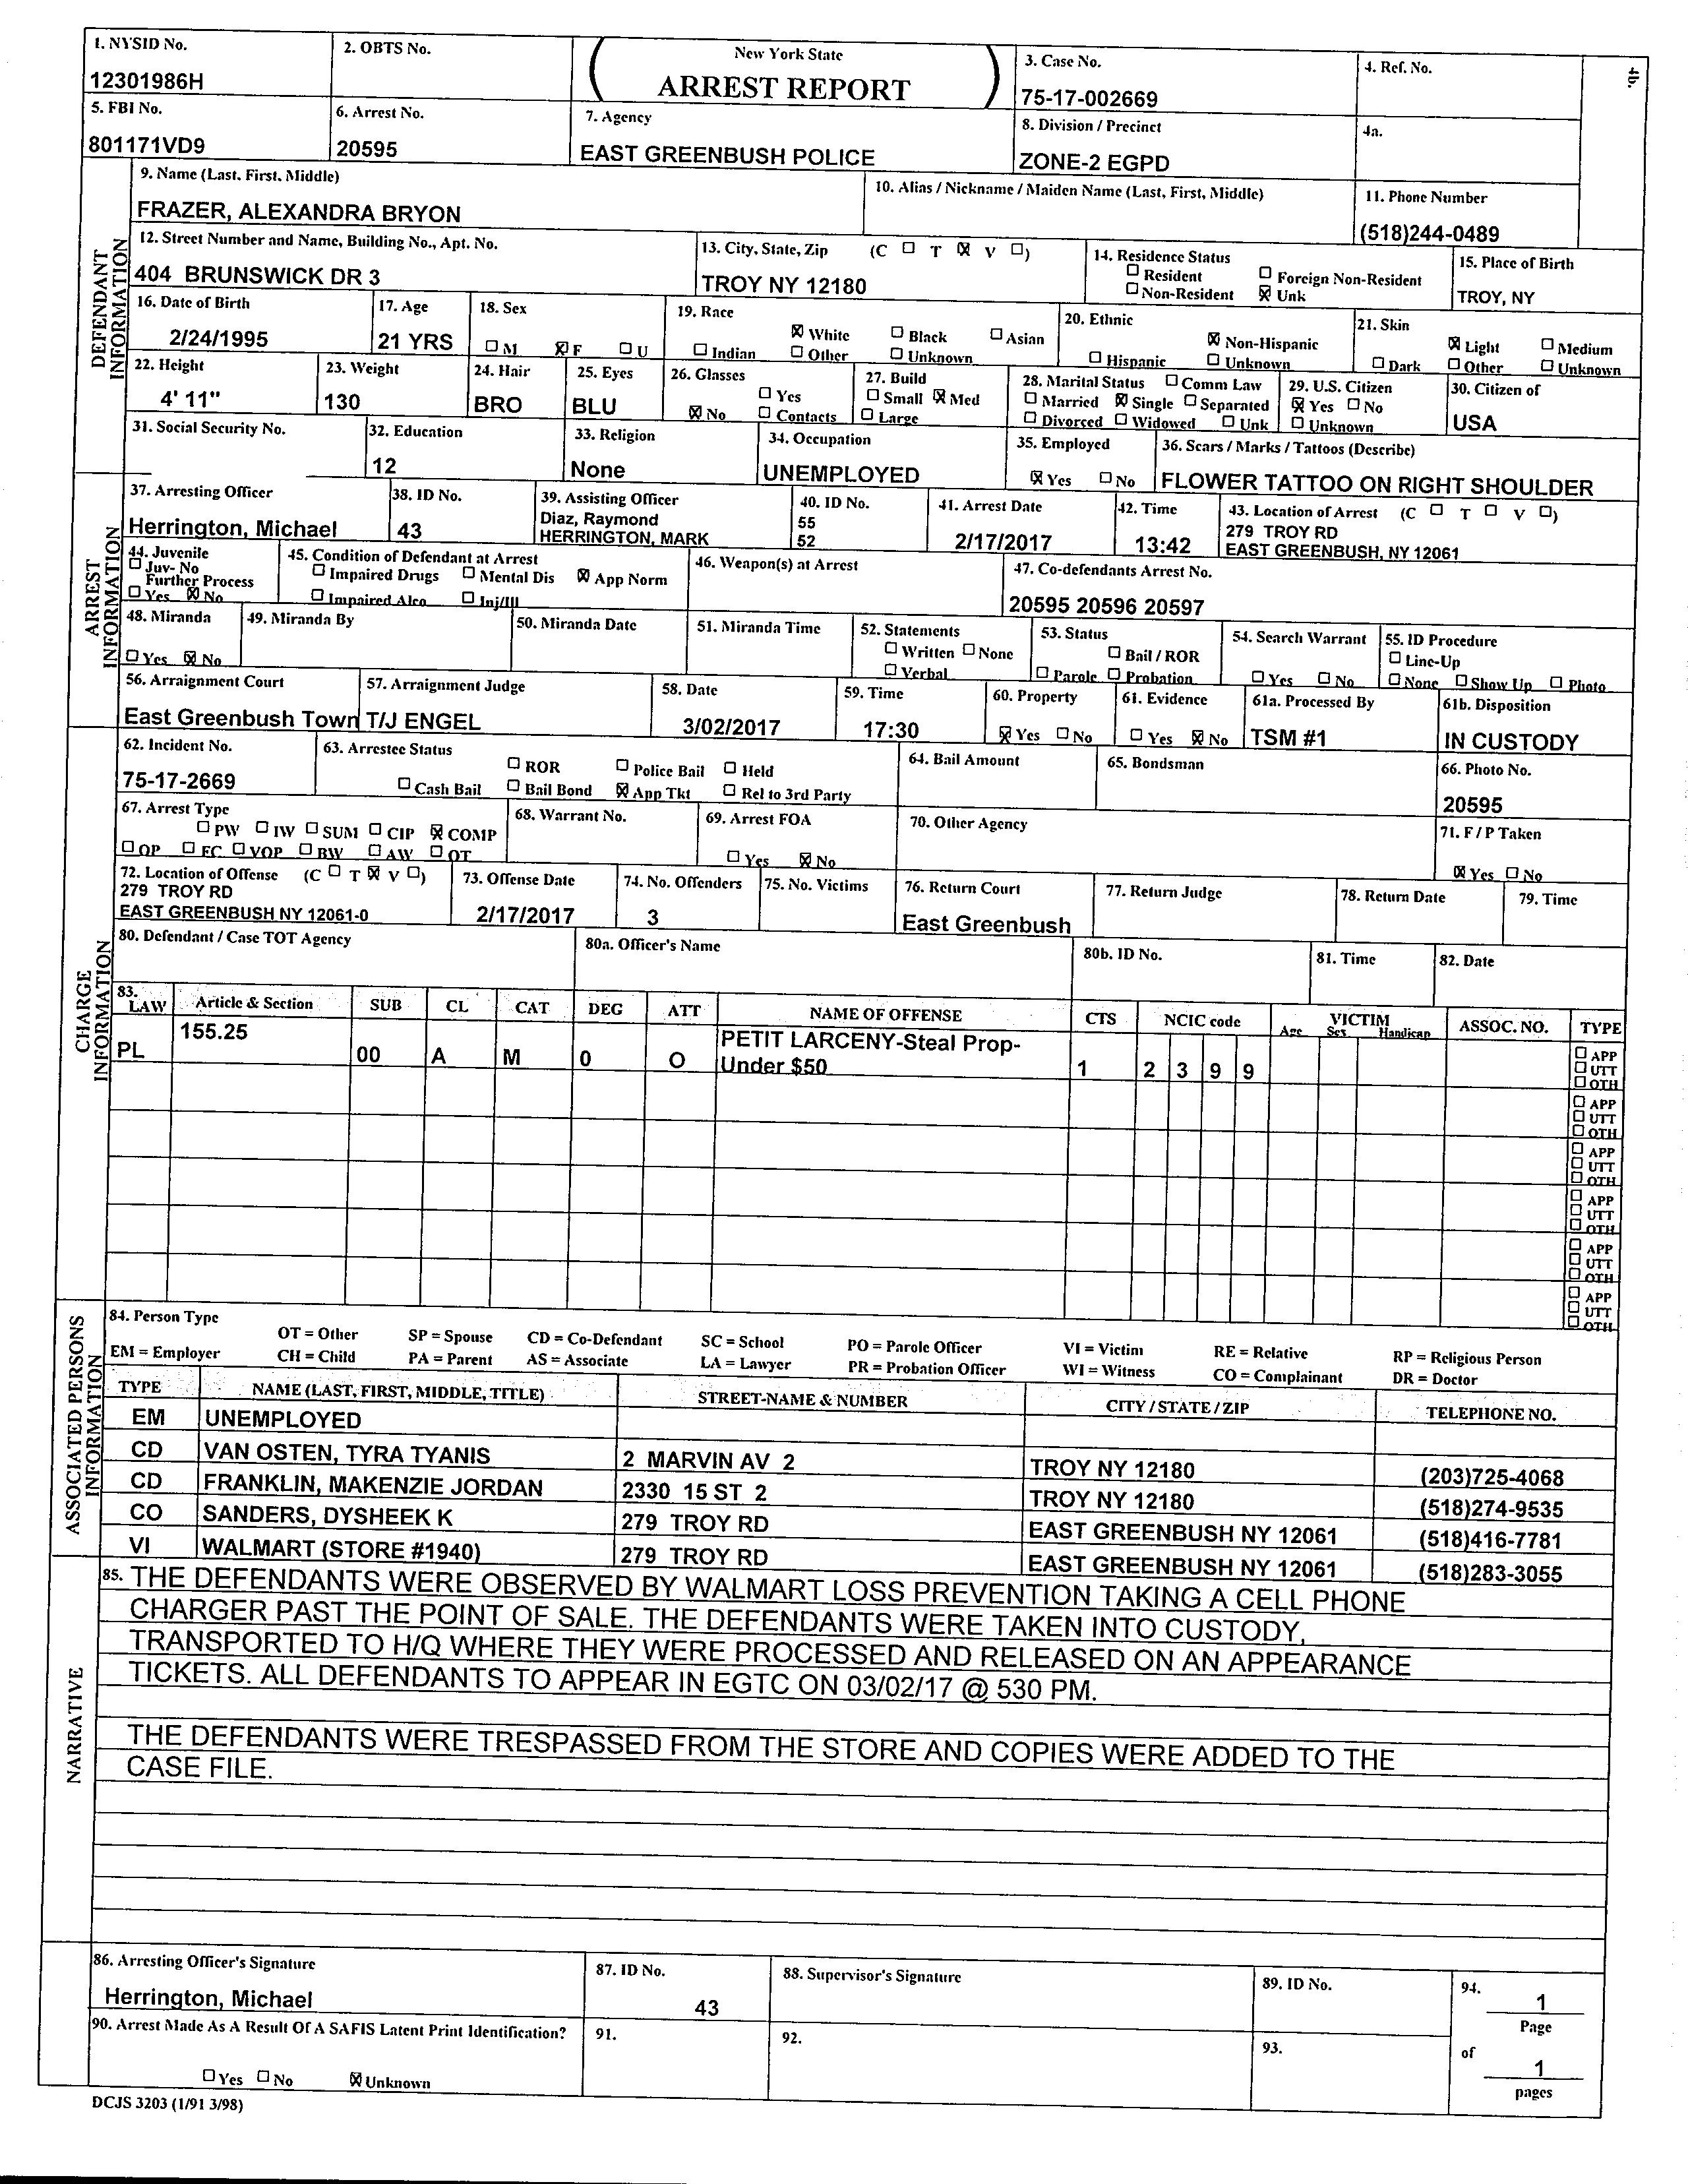 1. NYSID No.
12301986H
2. OBTS No.
New York State
ARREST REPORT
3. Case No.
75-17-002669
4. Ref. No.
4b.
5. FBI No.
801171VD9
6. Arrest No.
20595
7. Agency
EAST GREENBUSH POLICE
8. Division / Precinct
ZONE-2 EGPD
4a.
DEFENDANT INFORMATION
9. Name (Last, First, Middle)
FRAZER, ALEXANDRA BRYON
10. Alias / Nickname / Maiden Name (Last, First, Middle)
11. Phone Number
(518)244-0489
12. Street Number and Name, Building No., Apt. No.
404 BRUNSWICK DR 3
13. City, State, Zip (C ☐ T ☒ V ☐)
TROY NY 12180
14. Residence Status
☐ Resident ☐ Foreign Non-Resident
☐ Non-Resident ☒ Unk
15. Place of Birth
TROY, NY
16. Date of Birth
2/24/1995
17. Age
21 YRS
18. Sex
☐ M ☒ F ☐ U
19. Race
☒ White ☐ Black ☐ Asian
☐ Indian ☐ Other ☐ Unknown
20. Ethnic
☒ Non-Hispanic
☐ Hispanic ☐ Unknown
21. Skin
☒ Light ☐ Medium
☐ Dark ☐ Other ☐ Unknown
22. Height
4' 11"
23. Weight
130
24. Hair
BRO
25. Eyes
BLU
26. Glasses
☐ Yes
☒ No ☐ Contacts
27. Build
☐ Small ☒ Med
☐ Large
28. Marital Status ☐ Comm Law
☐ Married ☒ Single ☐ Separated
☐ Divorced ☐ Widowed ☐ Unk
29. U.S. Citizen
☒ Yes ☐ No
☐ Unknown
30. Citizen of
USA
31. Social Security No.
32. Education
12
33. Religion
None
34. Occupation
UNEMPLOYED
35. Employed
☒ Yes ☐ No
36. Scars / Marks / Tattoos (Describe)
FLOWER TATTOO ON RIGHT SHOULDER
ARREST INFORMATION
37. Arresting Officer
Herrington, Michael
38. ID No.
43
39. Assisting Officer
Diaz, Raymond
HERRINGTON, MARK
40. ID No.
55
52
41. Arrest Date
2/17/2017
42. Time
13:42
43. Location of Arrest (C ☐ T ☐ V ☐)
279 TROY RD
EAST GREENBUSH, NY 12061
44. Juvenile
☐ Juv- No
Further Process
☐ Yes ☒ No
45. Condition of Defendant at Arrest
☐ Impaired Drugs ☐ Mental Dis ☒ App Norm
☐ Impaired Alco ☐ Inj/Ill
46. Weapon(s) at Arrest
47. Co-defendants Arrest No.
20595 20596 20597
48. Miranda
☐ Yes ☒ No
49. Miranda By
50. Miranda Date
51. Miranda Time
52. Statements
☐ Written ☐ None
☐ Verbal
53. Status
☐ Bail / ROR
☐ Parole ☐ Probation
54. Search Warrant
☐ Yes ☐ No
55. ID Procedure
☐ Line-Up
☐ None ☐ Show Up ☐ Photo
56. Arraignment Court
East Greenbush Town
57. Arraignment Judge
T/J ENGEL
58. Date
3/02/2017
59. Time
17:30
60. Property
☒ Yes ☐ No
61. Evidence
☐ Yes ☒ No
61a. Processed By
TSM #1
61b. Disposition
IN CUSTODY
CHARGE INFORMATION
62. Incident No.
75-17-2669
63. Arrestee Status
☐ ROR ☐ Police Bail ☐ Held
☐ Cash Bail ☐ Bail Bond ☒ App Tkt ☐ Rel to 3rd Party
64. Bail Amount
65. Bondsman
66. Photo No.
20595
67. Arrest Type
☐ PW ☐ IW ☐ SUM ☐ CIP ☒ COMP
☐ OP ☐ FC ☐ VOP ☐ BW ☐ AW ☐ OT
68. Warrant No.
69. Arrest FOA
☐ Yes ☒ No
70. Other Agency
71. F / P Taken
☒ Yes ☐ No
72. Location of Offense (C ☐ T ☒ V ☐)
279 TROY RD
EAST GREENBUSH NY 12061-0
73. Offense Date
2/17/2017
74. No. Offenders
3
75. No. Victims
76. Return Court
East Greenbush
77. Return Judge
78. Return Date
79. Time
80. Defendant / Case TOT Agency
80a. Officer's Name
80b. ID No.
81. Time
82. Date
83. LAW Article & Section SUB CL CAT DEG ATT NAME OF OFFENSE CTS NCIC code VICTIM Age Sex Handicap ASSOC. NO. TYPE
PL 155.25 00 A M 0 O PETIT LARCENY-Steal Prop-
Under $50 1 2 3 9 9
☐ APP
☐ UTT
☐ OTH
☐ APP
☐ UTT
☐ OTH
☐ APP
☐ UTT
☐ OTH
☐ APP
☐ UTT
☐ OTH
☐ APP
☐ UTT
☐ OTH
☐ APP
☐ UTT
☐ OTH
ASSOCIATED PERSONS INFORMATION
84. Person Type
OT = Other SP = Spouse CD = Co-Defendant SC = School PO = Parole Officer VI = Victim RE = Relative RP = Religious Person
EM = Employer CH = Child PA = Parent AS = Associate LA = Lawyer PR = Probation Officer WI = Witness CO = Complainant DR = Doctor
TYPE NAME (LAST, FIRST, MIDDLE, TITLE) STREET-NAME & NUMBER CITY / STATE / ZIP TELEPHONE NO.
EM UNEMPLOYED
CD VAN OSTEN, TYRA TYANIS 2 MARVIN AV 2 TROY NY 12180 (203)725-4068
CD FRANKLIN, MAKENZIE JORDAN 2330 15 ST 2 TROY NY 12180 (518)274-9535
CO SANDERS, DYSHEEK K 279 TROY RD EAST GREENBUSH NY 12061 (518)416-7781
VI WALMART (STORE #1940) 279 TROY RD EAST GREENBUSH NY 12061 (518)283-3055
NARRATIVE
85. THE DEFENDANTS WERE OBSERVED BY WALMART LOSS PREVENTION TAKING A CELL PHONE
CHARGER PAST THE POINT OF SALE. THE DEFENDANTS WERE TAKEN INTO CUSTODY,
TRANSPORTED TO H/Q WHERE THEY WERE PROCESSED AND RELEASED ON AN APPEARANCE
TICKETS. ALL DEFENDANTS TO APPEAR IN EGTC ON 03/02/17 @ 530 PM.
THE DEFENDANTS WERE TRESPASSED FROM THE STORE AND COPIES WERE ADDED TO THE
CASE FILE.
86. Arresting Officer's Signature
Herrington, Michael
87. ID No.
43
88. Supervisor's Signature
89. ID No.
94.
1
Page
of
1
pages
90. Arrest Made As A Result Of A SAFIS Latent Print Identification?
☐ Yes ☐ No ☒ Unknown
91.
92.
93.
DCJS 3203 (1/91 3/98)